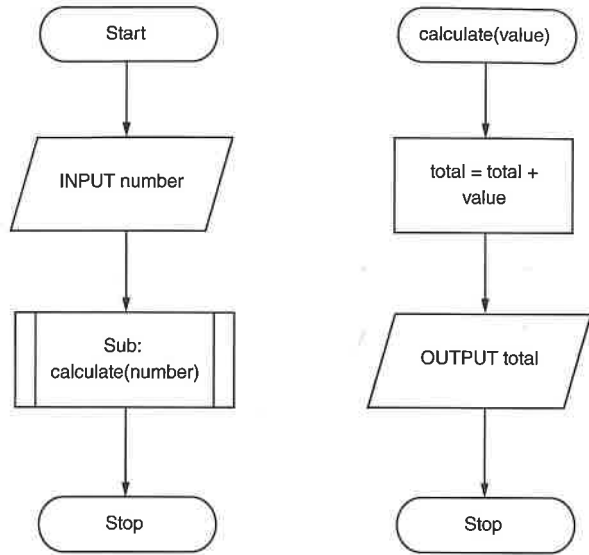 Start
INPUT number
Sub:
calculate(number)
Stop
calculate(value)
total = total +
value
OUTPUT total
Stop